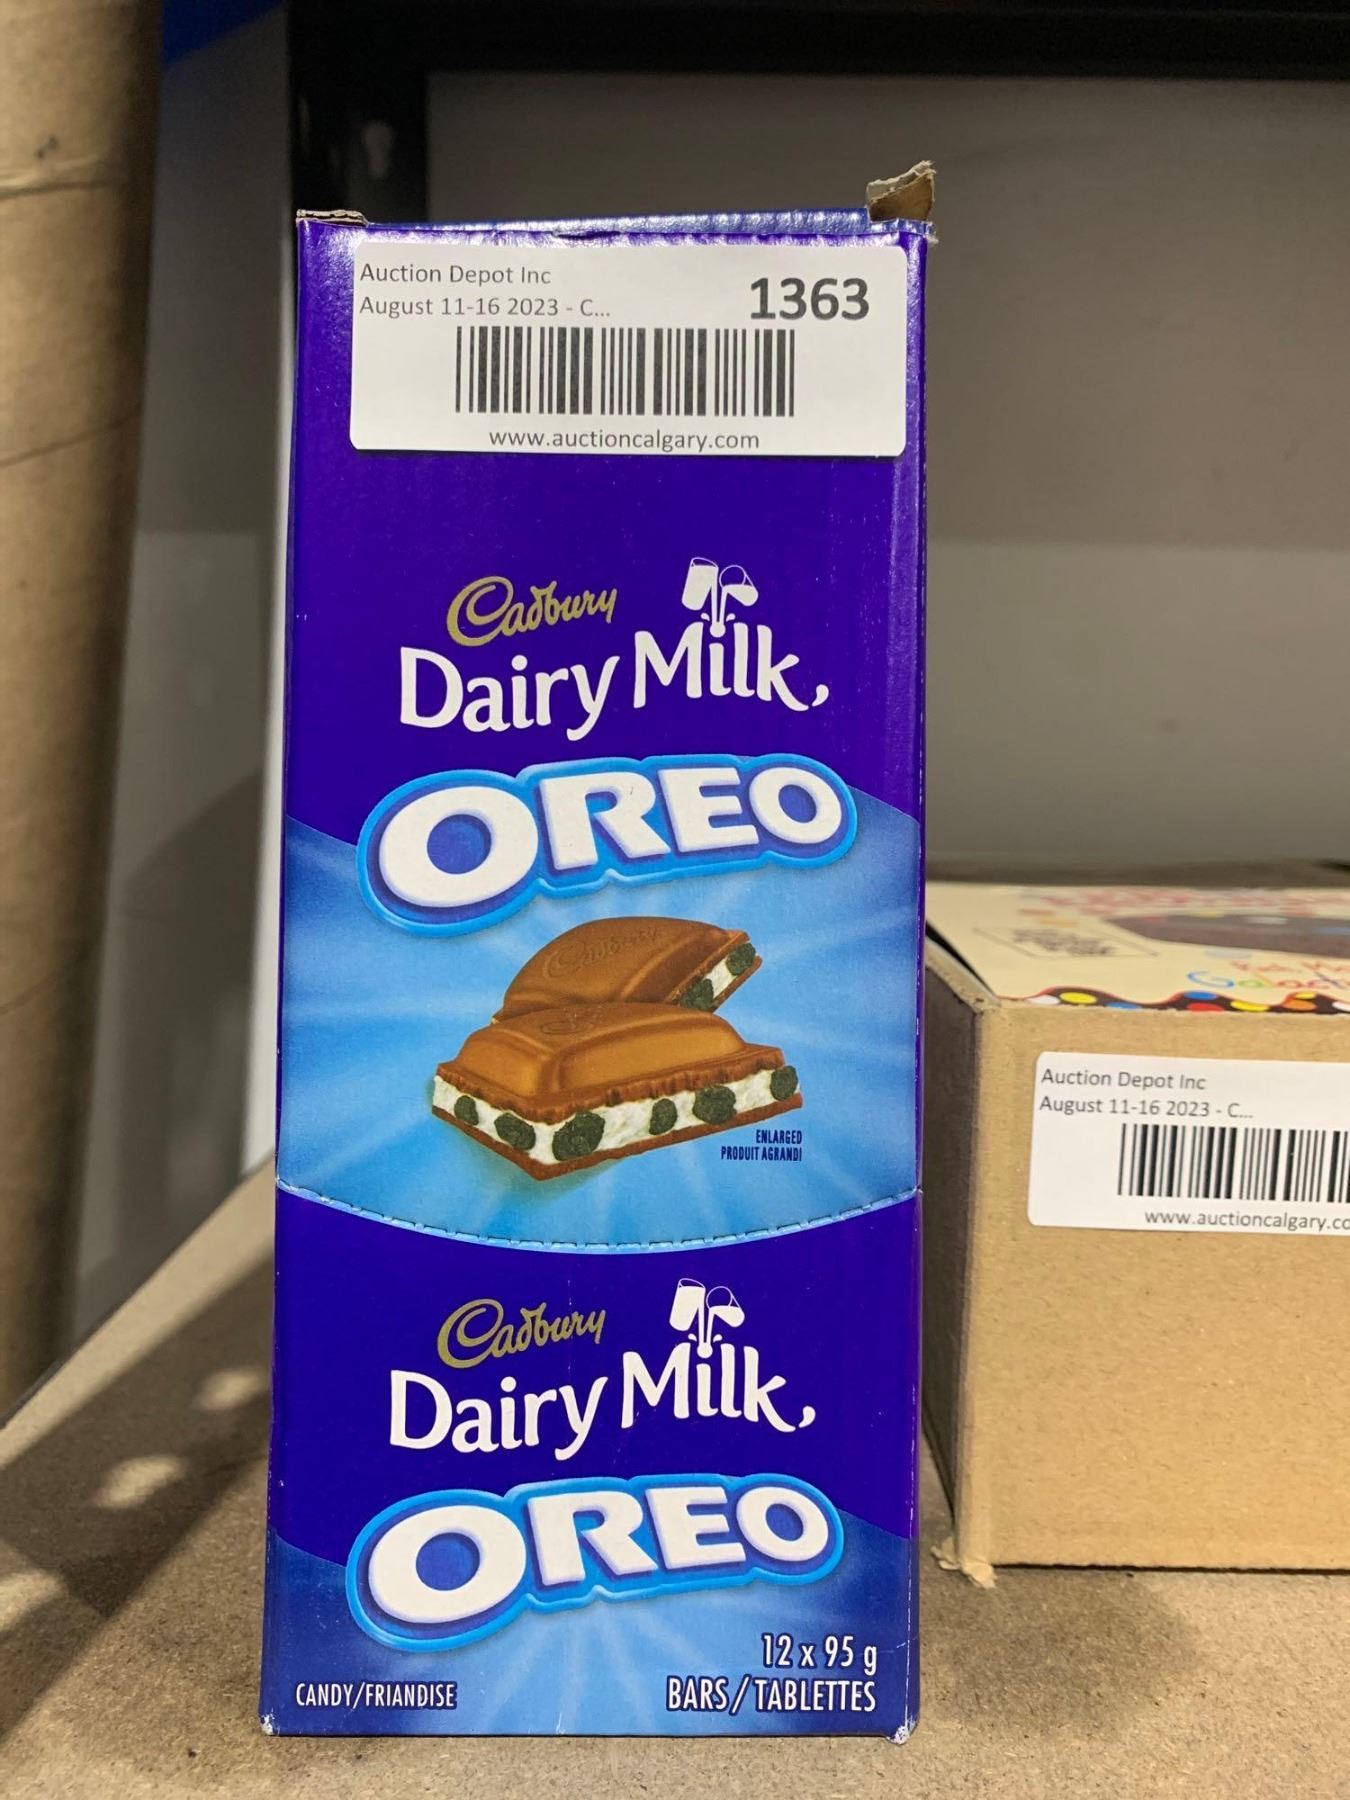 Auction Depot Inc
August 11-16 2023 - C...
1363
www.auctioncalgary.com
Cadbury
Dairy Milk,
OREO
Cadbury
ENLARGED
PRODUIT AGRANDI
Cadbury
Dairy Milk,
OREO
12 x 95 g
CANDY/FRIANDISE
BARS / TABLETTES
Auction Depot Inc
August 11-16 2023 - C...
www.auctioncalgary.co